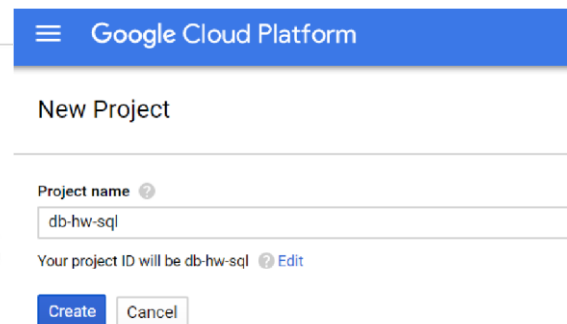 Google Cloud Platform
New Project
Project name
db-hw-sql
Your project ID will be db-hw-sql Edit
Create Cancel